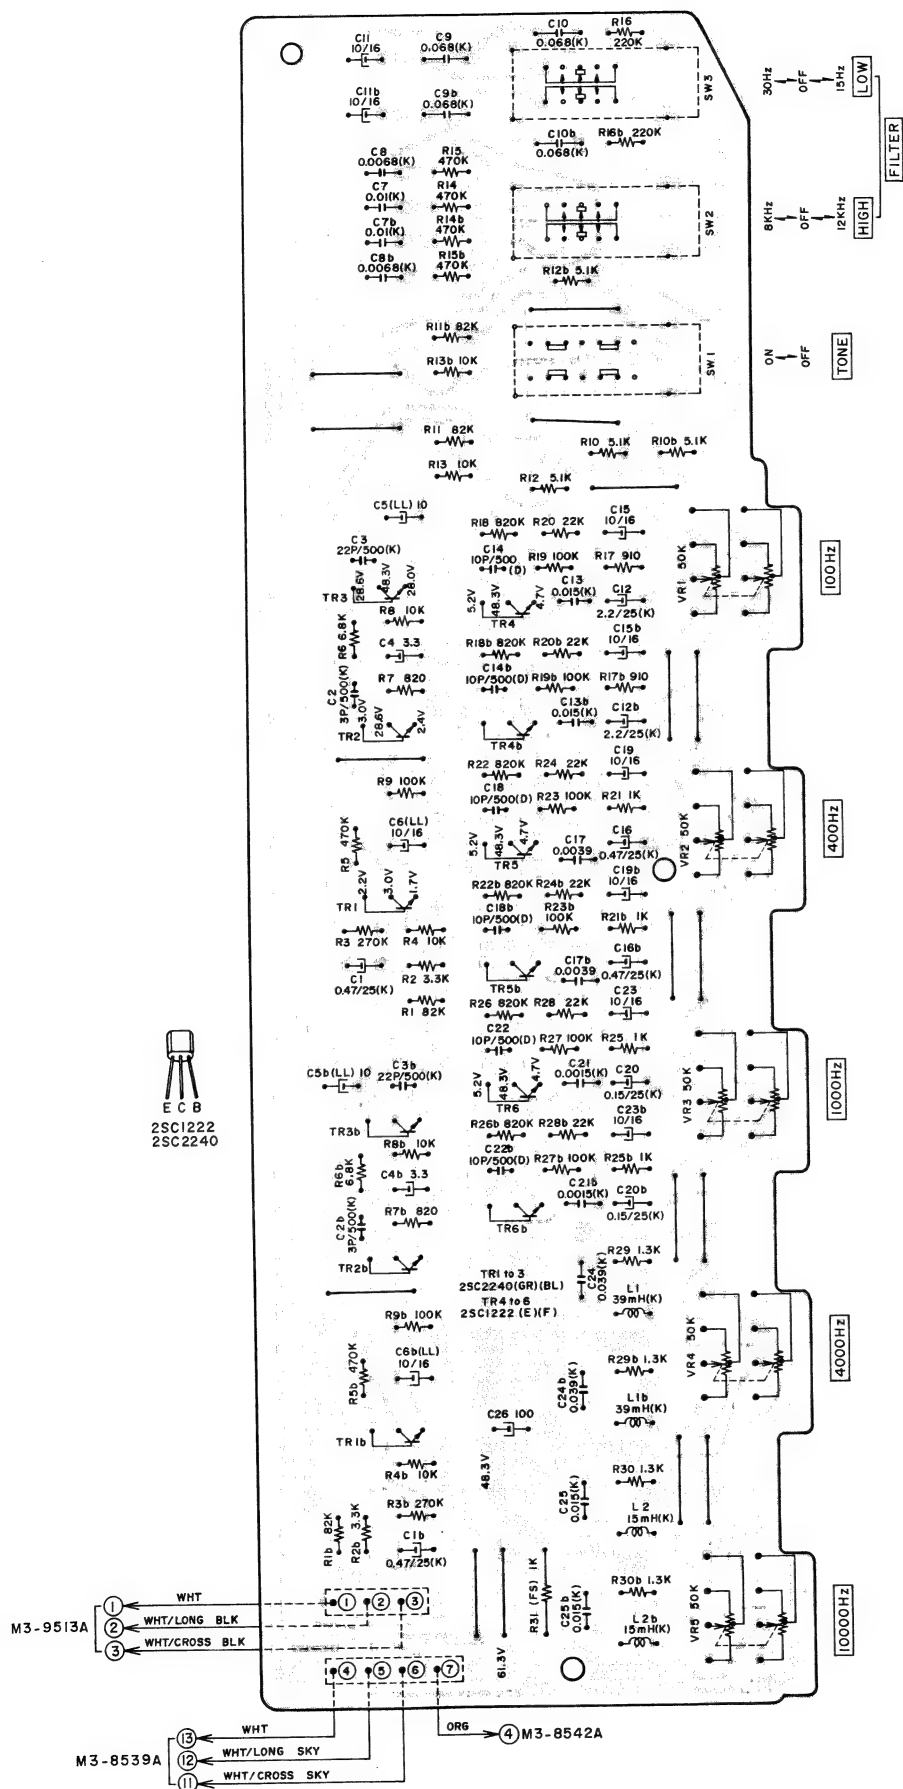 C10
R16
0.068(K)
220K
C11
10/16
C9
0.068(K)
C11b
10/16
C9b
0.068(K)
SW3
30Hz
OFF
15Hz
LOW
FILTER
C10b
0.068(K)
R16b 220K
C8
0.0068(K)
R15
470K
C7
0.01(K)
R14
470K
C7b
0.01(K)
R14b
470K
C8b
0.0068(K)
R15b
470K
SW2
8KHz
OFF
12KHz
HIGH
R12b 5.1K
R11b 82K
R13b 10K
SW1
ON
OFF
TONE
R11 82K
R13 10K
R10 5.1K
R10b 5.1K
R12 5.1K
C5(LL) 10
R18 820K
R20 22K
C15
10/16
C3
22P/500(K)
C14
10P/500
(D)
R19 100K
R17 910
28.6V
48.3V
28.0V
TR3
C13
0.015(K)
C12
2.2/25(K)
5.2V
48.3V
4.7V
TR4
VR1 50K
100Hz
R8 10K
R6 6.8K
C4 3.3
R18b 820K
R20b 22K
C15b
10/16
C14b
10P/500(D)
R19b 100K
R17b 910
R7 820
C2
3P/500(K)
3.0V
28.6V
2.4V
TR2
C13b
0.015(K)
C12b
2.2/25(K)
TR4b
R9 100K
R22 820K
R24 22K
C19
10/16
C18
10P/500(D)
R23 100K
R21 1K
R5 470K
C6(LL)
10/16
5.2V
48.3V
4.7V
TR5
C17
0.0039
C16
0.47/25(K)
VR2 50K
400Hz
2.2V
3.0V
1.7V
TR1
R22b 820K
R24b 22K
C19b
10/16
C18b
10P/500(D)
R23b
100K
R21b 1K
R3 270K
R4 10K
C1
0.47/25(K)
R2 3.3K
R1 82K
TR5b
C17b
0.0039
C16b
0.47/25(K)
R26 820K
R28 22K
C23
10/16
C22
10P/500(D)
R27 100K
R25 1K
E C B
2SC1222
2SC2240
C5b(LL) 10
C3b
22P/500(K)
5.2V
48.3V
4.7V
TR6
C21
0.0015(K)
C20
0.15/25(K)
VR3 50K
1000Hz
TR3b
R8b 10K
R26b 820K
R28b 22K
C23b
10/16
R6b
6.8K
C4b 3.3
C22b
10P/500(D)
R27b 100K
R25b 1K
C2b
3P/500(K)
R7b 820
TR6b
C21b
0.0015(K)
C20b
0.15/25(K)
TR2b
TR1 to 3
2SC2240(GR)(BL)
TR4 to 6
2SC1222 (E)(F)
C24
0.039(K)
R29 1.3K
L1
39mH(K)
VR4 50K
4000Hz
R9b 100K
R5b 470K
C6b(LL)
10/16
C24b
0.039(K)
R29b 1.3K
L1b
39mH(K)
C26 100
TR1b
R4b 10K
48.3V
C25
0.015(K)
R30 1.3K
L2
15mH(K)
R1b 82K
R2b 3.3K
R3b 270K
C1b
0.47/25(K)
R31 (FS) 1K
C25b
0.015(K)
R30b 1.3K
L2b
15mH(K)
VR5 50K
10000Hz
61.3V
M3-9513A
1 WHT 1
2 WHT/LONG BLK 2
3 WHT/CROSS BLK 3
4 5 6 7
M3-8539A
13 WHT
12 WHT/LONG SKY
11 WHT/CROSS SKY
ORG 4 M3-8542A